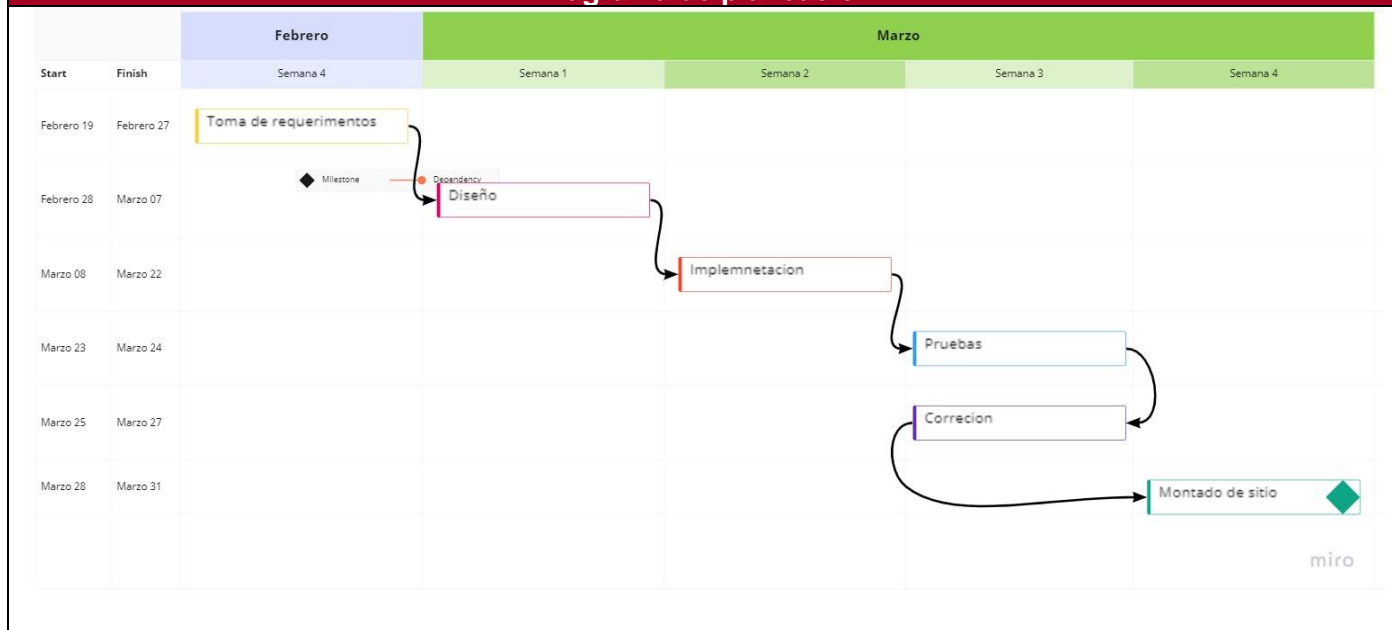 Febrero Marzo
Start Finish Semana 4 Semana 1 Semana 2 Semana 3 Semana 4
Febrero 19 Febrero 27 Toma de requerimentos
Milestone Dependency
Febrero 28 Marzo 07 Diseño
Marzo 08 Marzo 22 Implemnetacion
Marzo 23 Marzo 24 Pruebas
Marzo 25 Marzo 27 Correcion
Marzo 28 Marzo 31 Montado de sitio
miro